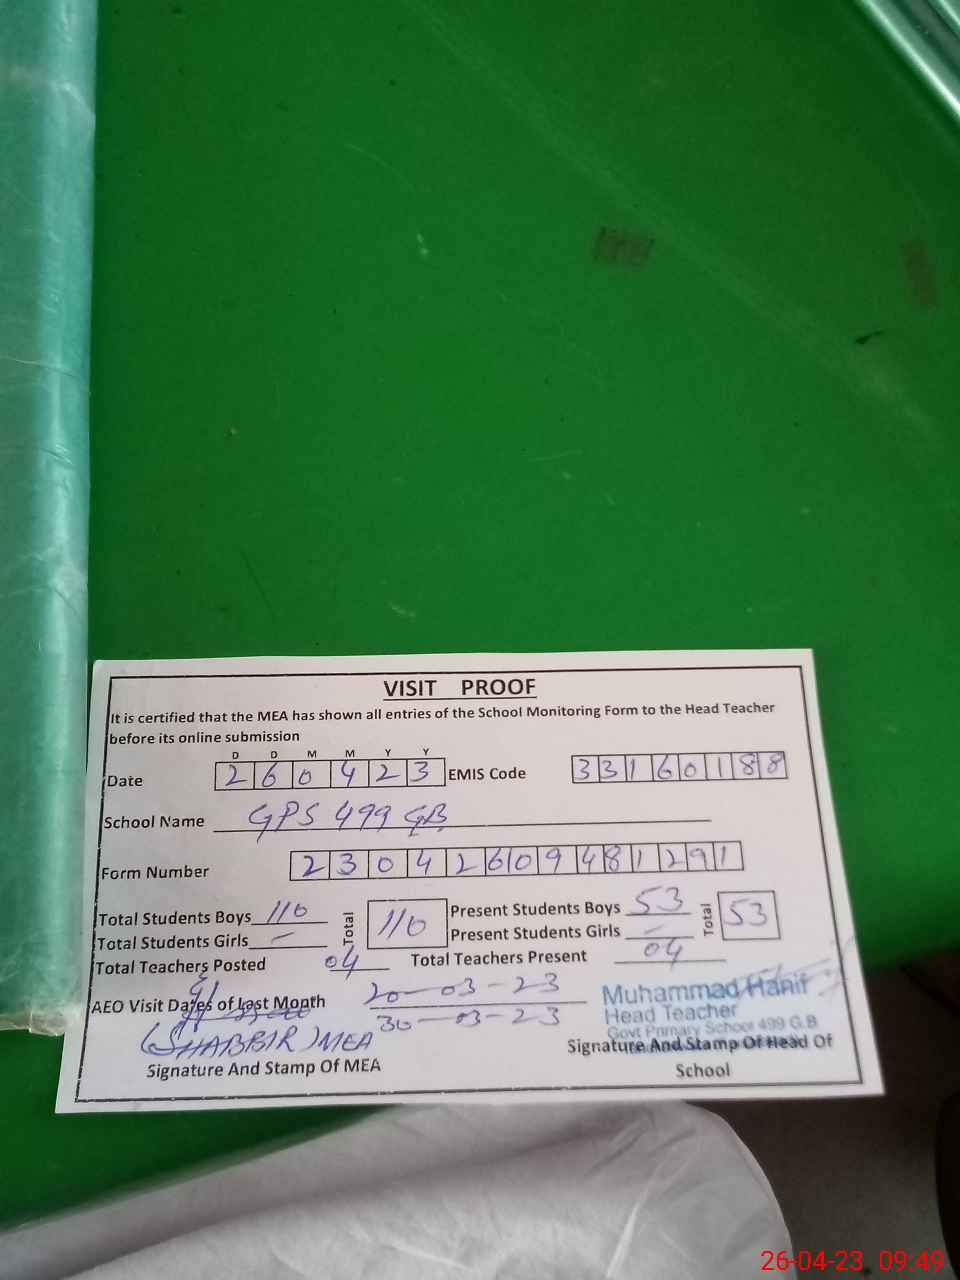 VISIT PROOF
It is certified that the MEA has shown all entries of the School Monitoring Form to the Head Teacher
before its online submission
D D M M Y Y
Date 2 6 0 4 2 3 EMIS Code 3 3 1 6 0 1 8 8
School Name GPS 499 GB
Form Number 2 3 0 4 2 6 0 9 4 8 1 2 9 1
Total Students Boys 110 Total 110 Present Students Boys 53 Total 53
Total Students Girls - Present Students Girls -
Total Teachers Posted 04 Total Teachers Present 04
AEO Visit Dates of Last Month 20-03-23
30-03-23
(SHABBIR) MEA
Muhammad Hanif
Head Teacher
Govt Primary School 499 G.B
Signature And Stamp Of MEA
Signature And Stamp Of Head Of
School
26-04-23 09:49